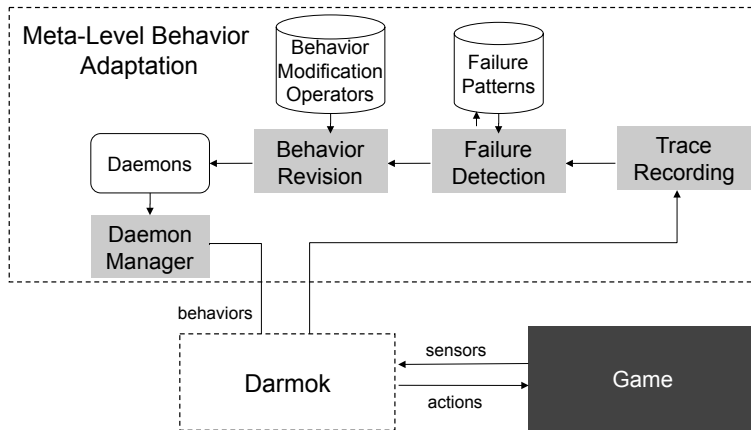 Meta-Level Behavior
Adaptation
Behavior
Modification
Operators
Failure
Patterns
Daemons
Behavior
Revision
Failure
Detection
Trace
Recording
Daemon
Manager
behaviors
Darmok
sensors
actions
Game